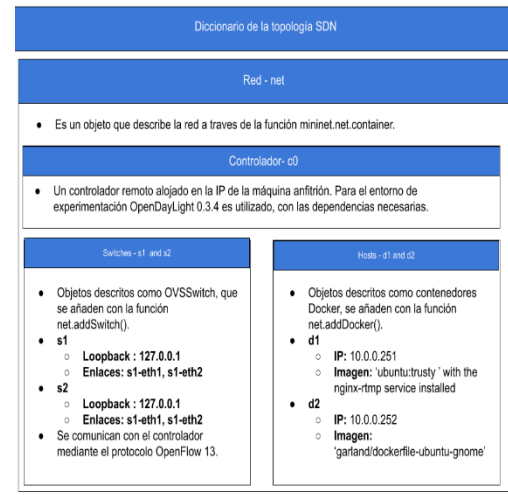 Diccionario de la topología SDN
Red - net
● Es un objeto que describe la red a traves de la función mininet.net.container.
Controlador- c0
● Un controlador remoto alojado en la IP de la máquina anfitrión. Para el entorno de
experimentación OpenDayLight 0.3.4 es utilizado, con las dependencias necesarias.
Switches - s1 and s2
● Objetos descritos como OVSSwitch, que
se añaden con la función
net.addSwitch().
● s1
○ Loopback : 127.0.0.1
○ Enlaces: s1-eth1, s1-eth2
● s2
○ Loopback : 127.0.0.1
○ Enlaces: s1-eth1, s1-eth2
● Se comunican con el controlador
mediante el protocolo OpenFlow 13.
Hosts - d1 and d2
● Objetos descritos como contenedores
Docker, se añaden con la función
net.addDocker().
● d1
○ IP: 10.0.0.251
○ Imagen: 'ubuntu:trusty ' with the
nginx-rtmp service installed
● d2
○ IP: 10.0.0.252
○ Imagen:
'garland/dockerfile-ubuntu-gnome'